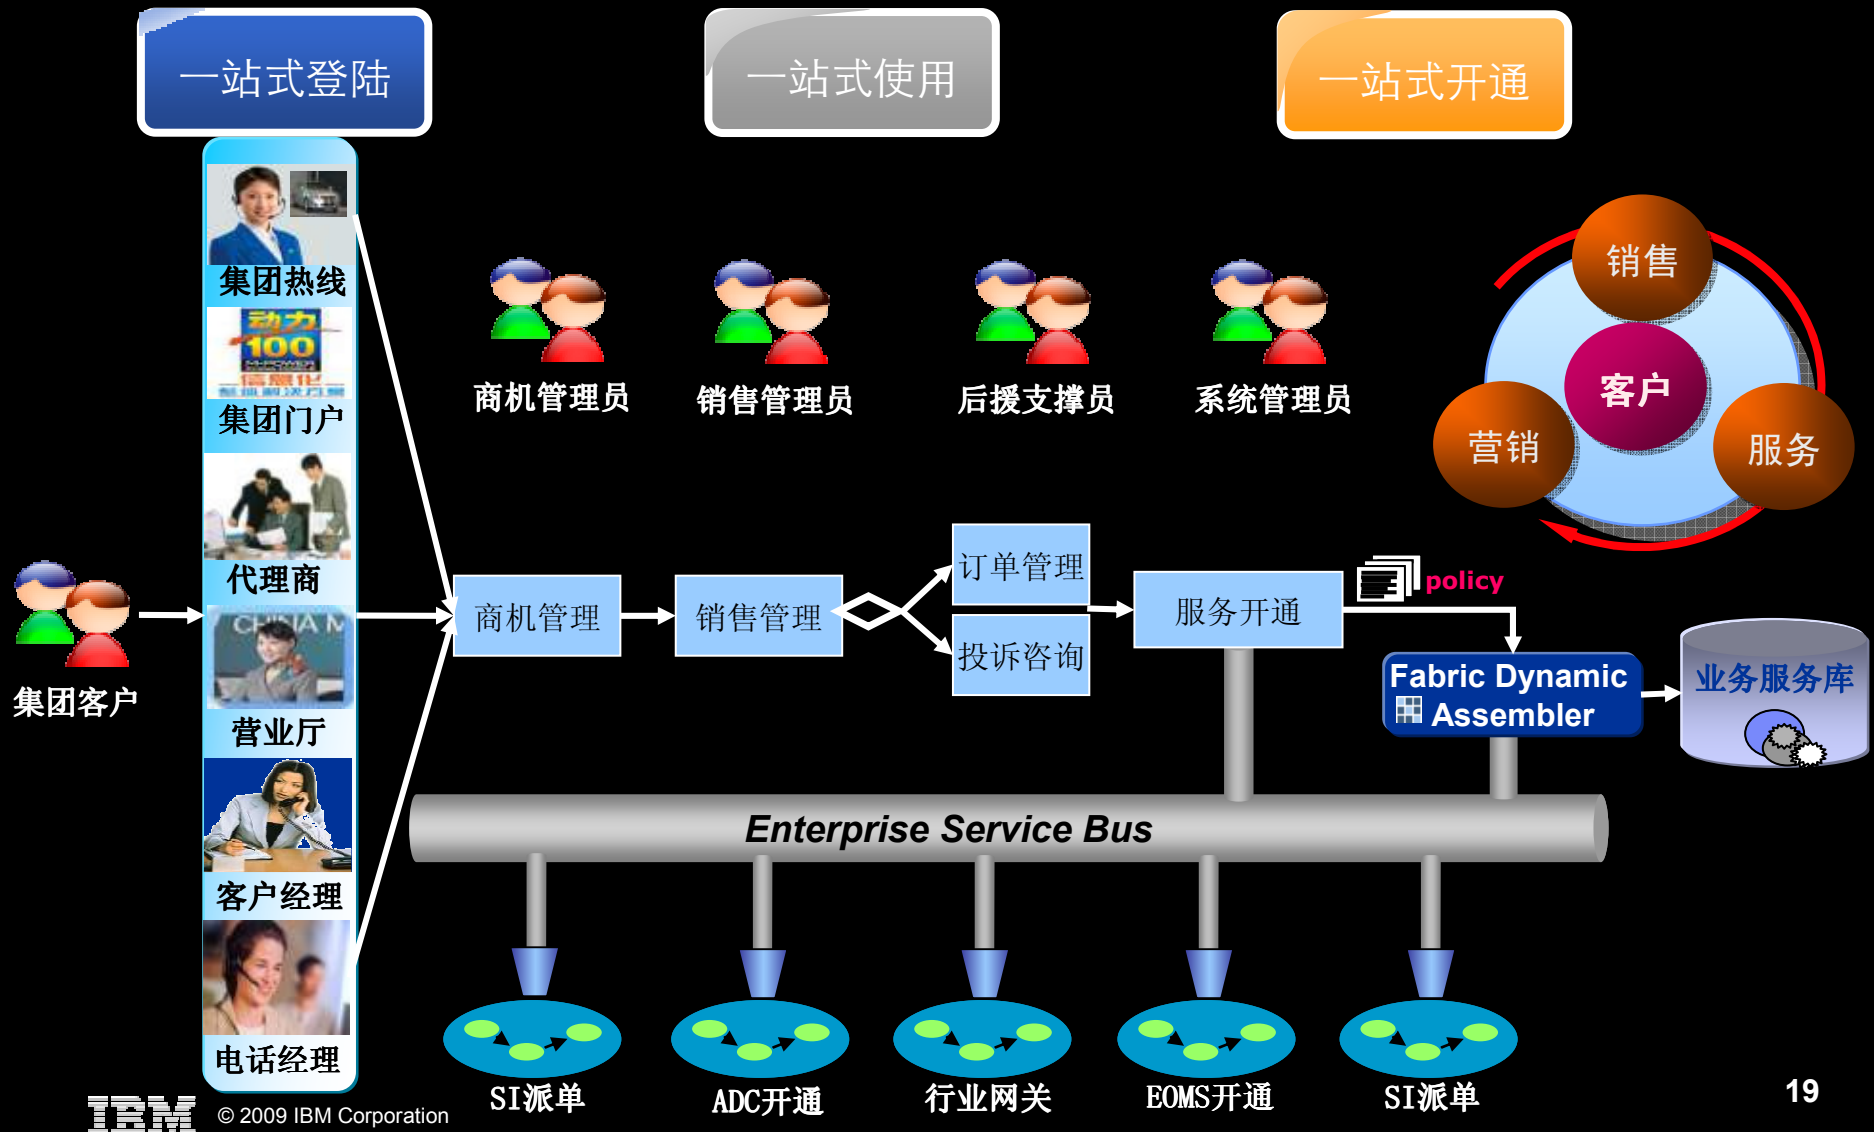 一站式登陆
一站式使用
一站式开通
集团热线
动力
100
集团门户
代理商
CHINA M
营业厅
客户经理
电话经理
集团客户
商机管理员
销售管理员
后援支撑员
系统管理员
销售
客户
营销
服务
商机管理
销售管理
订单管理
投诉咨询
服务开通
policy
Fabric Dynamic
Assembler
业务服务库
Enterprise Service Bus
SI派单
ADC开通
行业网关
EOMS开通
SI派单
IBM
© 2009 IBM Corporation
19